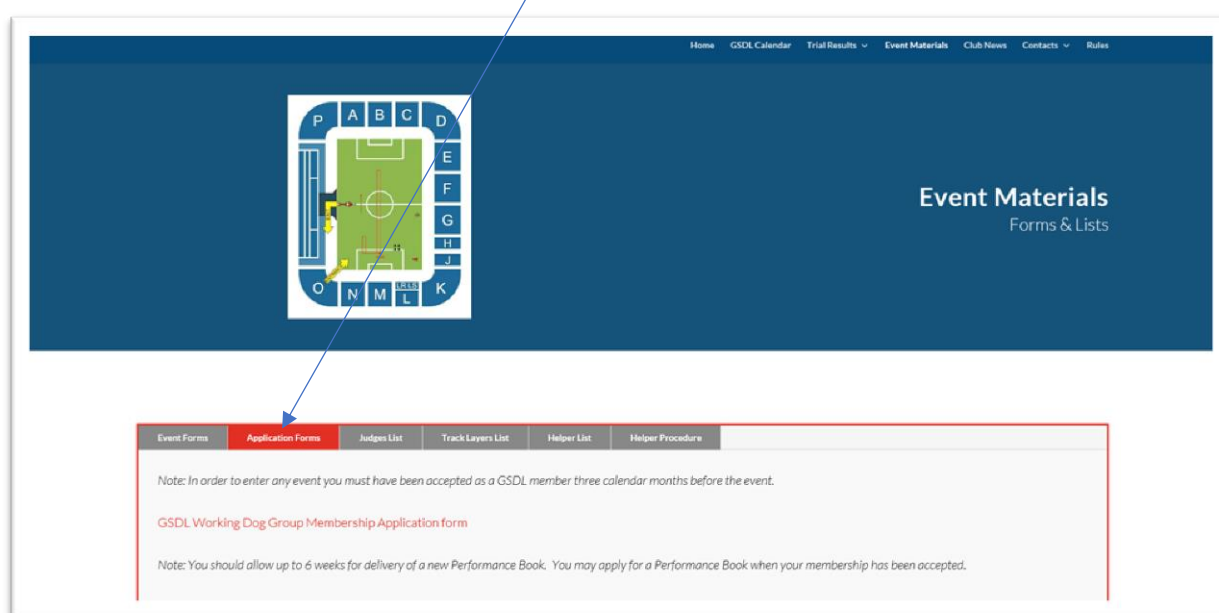 Home GSDL Calendar Trial Results Event Materials Club News Contacts Rules
P A B C D
E
F
G
H
J
O N M L K
Event Materials
Forms & Lists
Event Forms Application Forms Judges List Track Layers List Helper List Helper Procedure
Note: In order to enter any event you must have been accepted as a GSDL member three calendar months before the event.
GSDL Working Dog Group Membership Application form
Note: You should allow up to 6 weeks for delivery of a new Performance Book. You may apply for a Performance Book when your membership has been accepted.